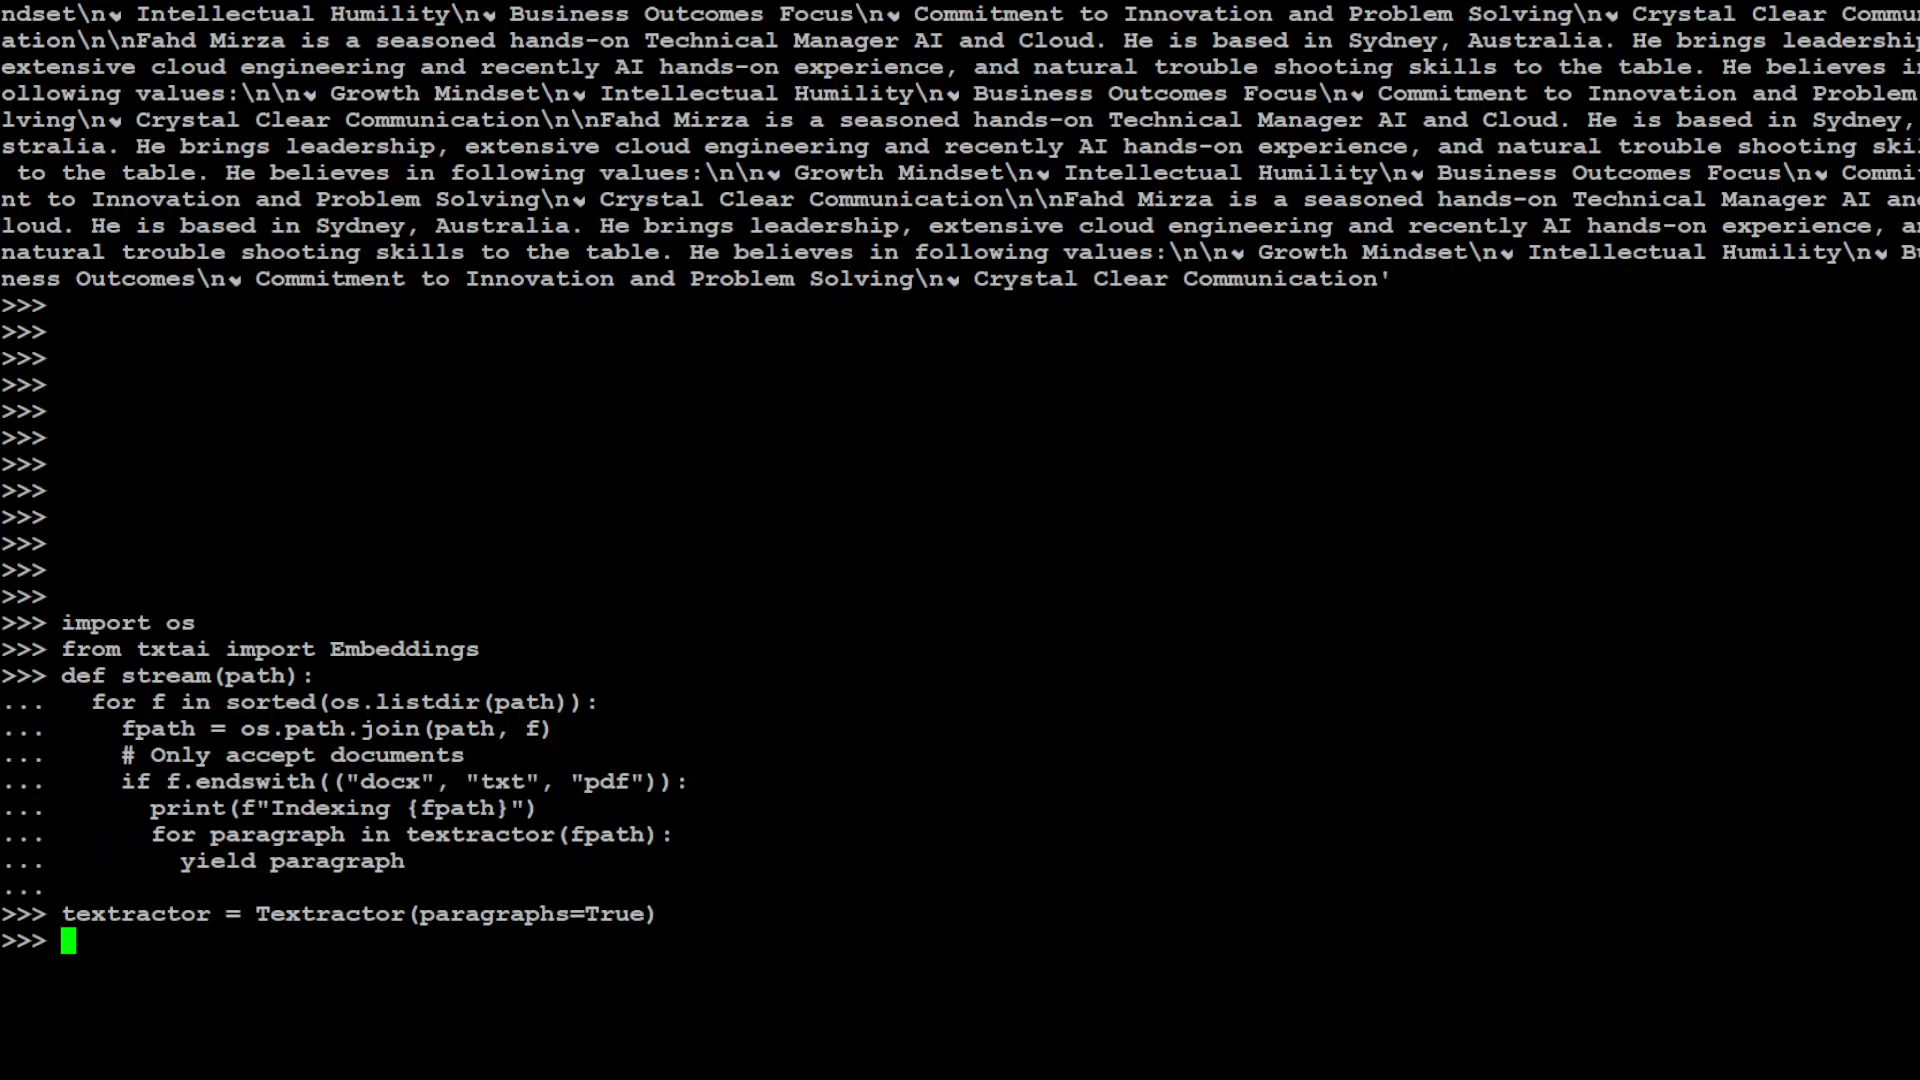 ndset\n❤ Intellectual Humility\n❤ Business Outcomes Focus\n❤ Commitment to Innovation and Problem Solving\n❤ Crystal Clear Commun
ation\n\nFahd Mirza is a seasoned hands-on Technical Manager AI and Cloud. He is based in Sydney, Australia. He brings leadership
extensive cloud engineering and recently AI hands-on experience, and natural trouble shooting skills to the table. He believes in
ollowing values:\n\n❤ Growth Mindset\n❤ Intellectual Humility\n❤ Business Outcomes Focus\n❤ Commitment to Innovation and Problem
lving\n❤ Crystal Clear Communication\n\nFahd Mirza is a seasoned hands-on Technical Manager AI and Cloud. He is based in Sydney,
stralia. He brings leadership, extensive cloud engineering and recently AI hands-on experience, and natural trouble shooting skil
to the table. He believes in following values:\n\n❤ Growth Mindset\n❤ Intellectual Humility\n❤ Business Outcomes Focus\n❤ Commit
nt to Innovation and Problem Solving\n❤ Crystal Clear Communication\n\nFahd Mirza is a seasoned hands-on Technical Manager AI and
loud. He is based in Sydney, Australia. He brings leadership, extensive cloud engineering and recently AI hands-on experience, an
natural trouble shooting skills to the table. He believes in following values:\n\n❤ Growth Mindset\n❤ Intellectual Humility\n❤ Bu
ness Outcomes\n❤ Commitment to Innovation and Problem Solving\n❤ Crystal Clear Communication'
>>>
>>>
>>>
>>>
>>>
>>>
>>>
>>>
>>>
>>>
>>>
>>>
>>> import os
>>> from txtai import Embeddings
>>> def stream(path):
...   for f in sorted(os.listdir(path)):
...     fpath = os.path.join(path, f)
...     # Only accept documents
...     if f.endswith(("docx", "txt", "pdf")):
...       print(f"Indexing {fpath}")
...       for paragraph in textractor(fpath):
...         yield paragraph
...
>>> textractor = Textractor(paragraphs=True)
>>>